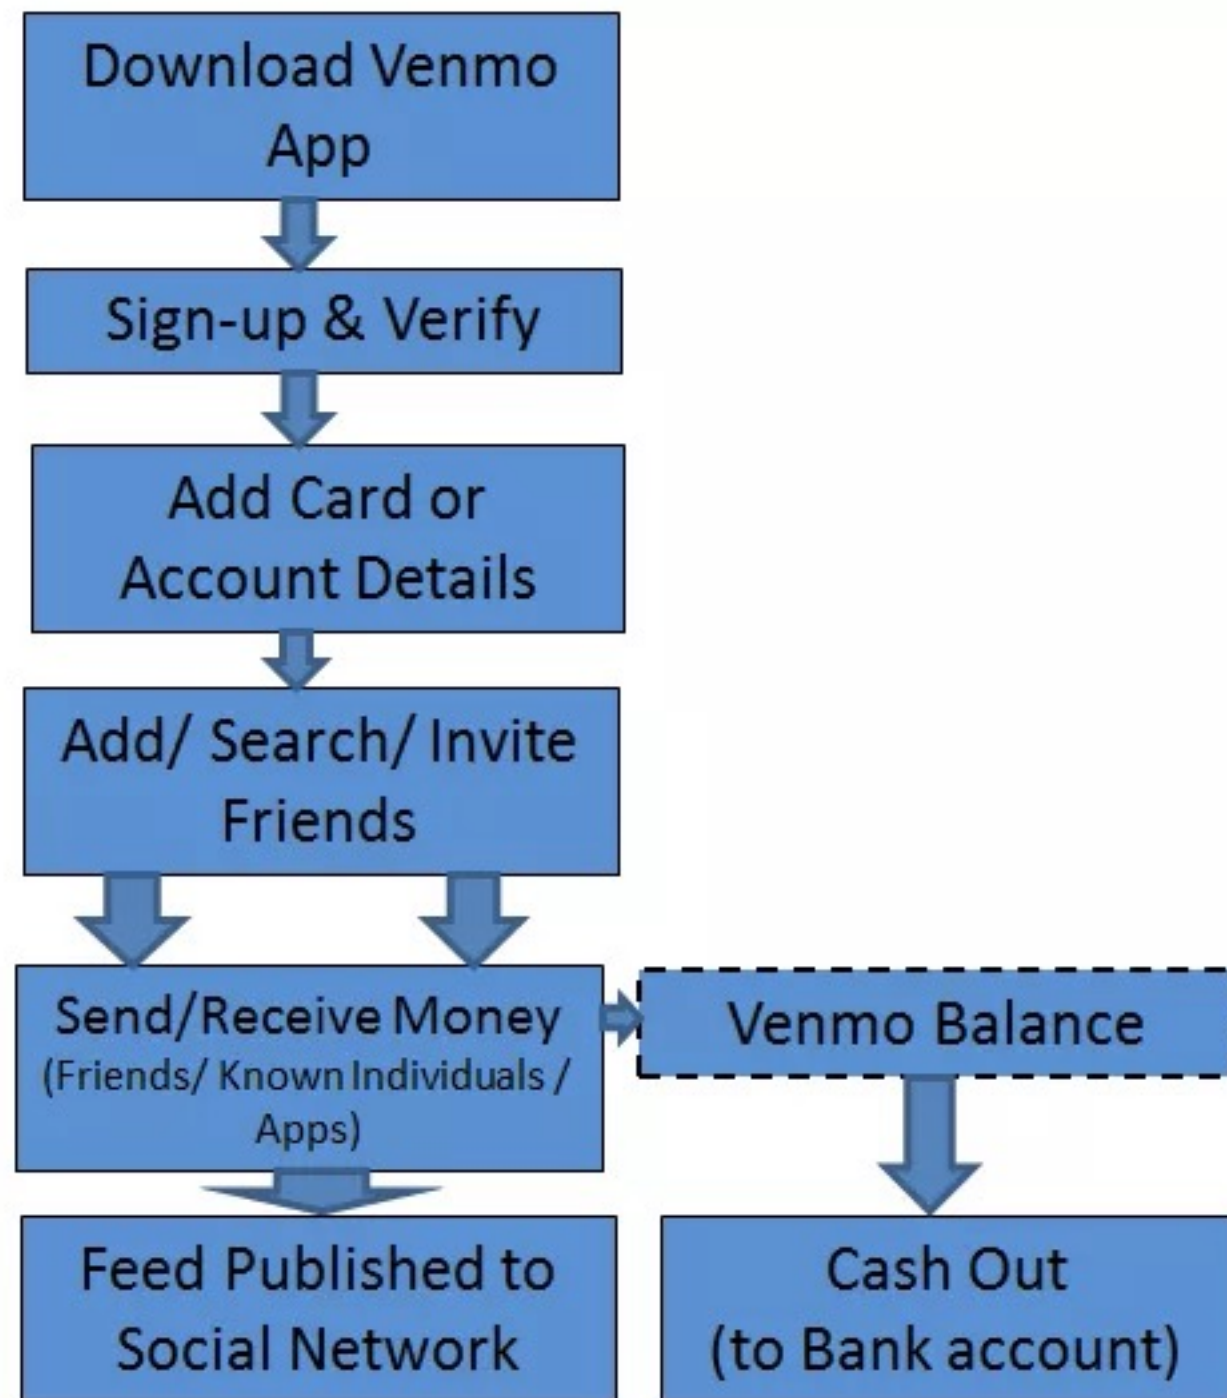 Download Venmo
App
Sign-up & Verify
Add Card or
Account Details
Add/ Search/ Invite
Friends
Send/Receive Money
(Friends/ Known Individuals /
Apps)
Venmo Balance
Feed Published to
Social Network
Cash Out
(to Bank account)